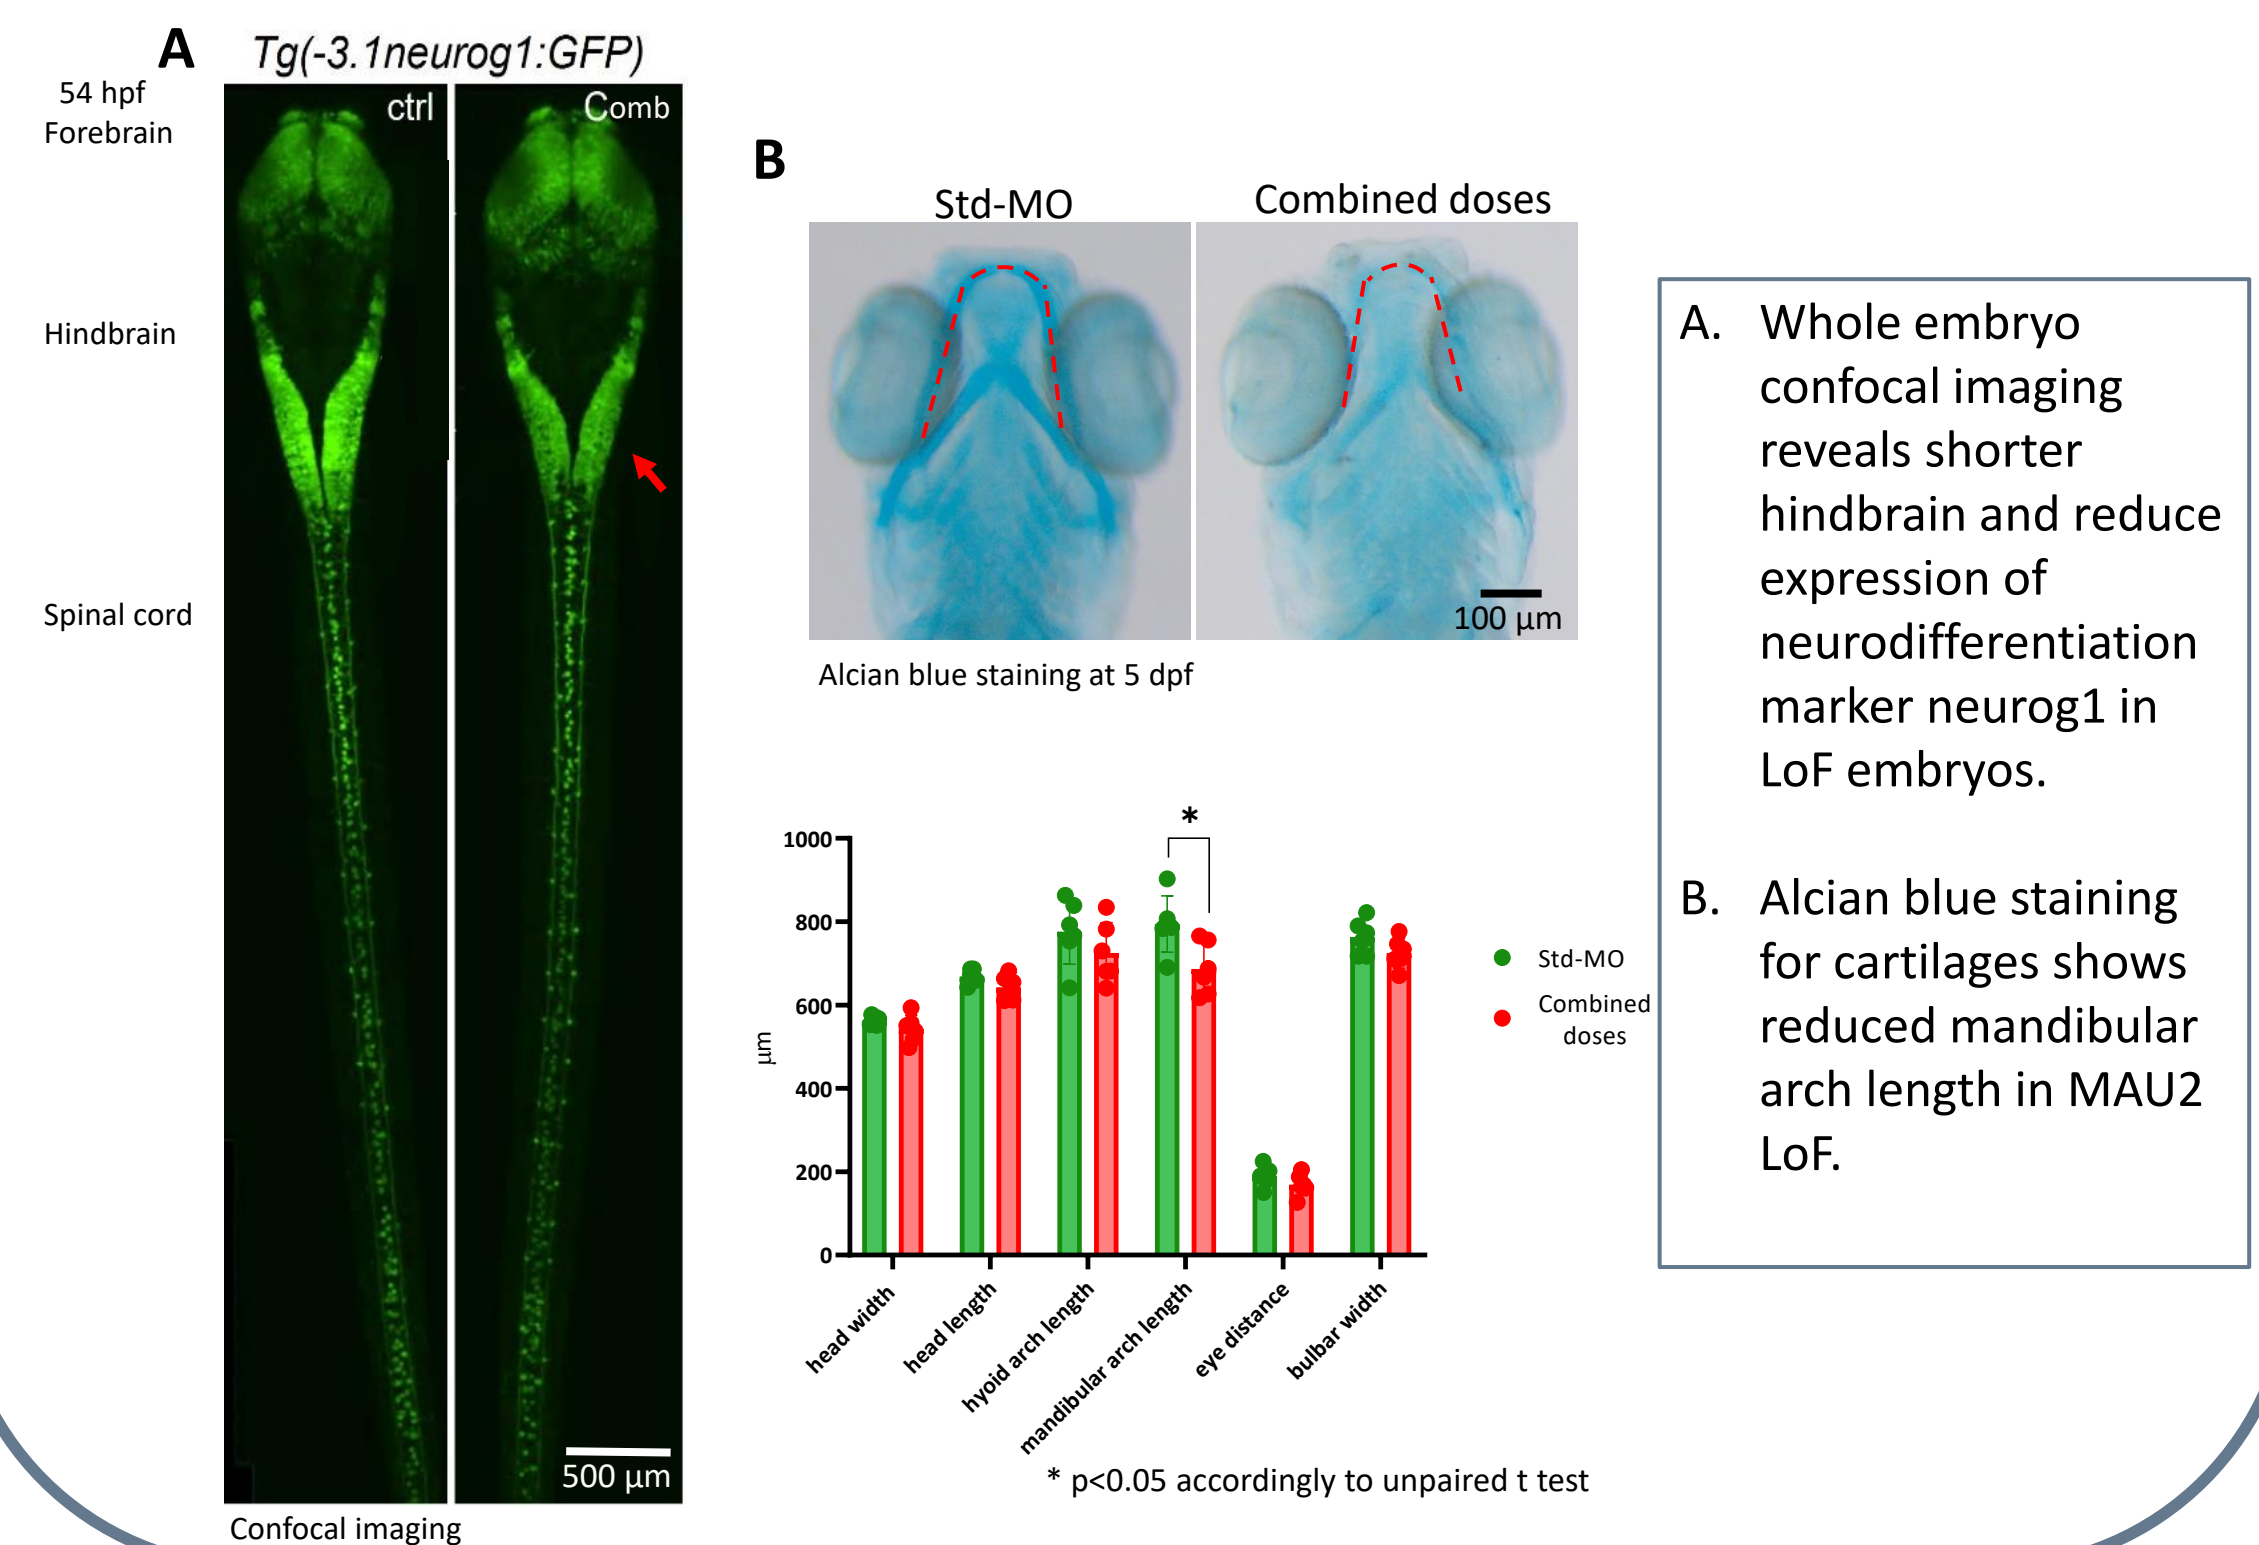 A
Tg(-3.1neurog1:GFP)
54 hpf
Forebrain
ctrl
Comb
Hindbrain
Spinal cord
500 µm
Confocal imaging
B
Std-MO
Combined doses
100 µm
Alcian blue staining at 5 dpf
*
1000
800
600
400
200
0
µm
head width
head length
hyoid arch length
mandibular arch length
eye distance
bulbar width
Std-MO
Combined
doses
* p<0.05 accordingly to unpaired t test
A. Whole embryo
confocal imaging
reveals shorter
hindbrain and reduce
expression of
neurodifferentiation
marker neurog1 in
LoF embryos.
B. Alcian blue staining
for cartilages shows
reduced mandibular
arch length in MAU2
LoF.